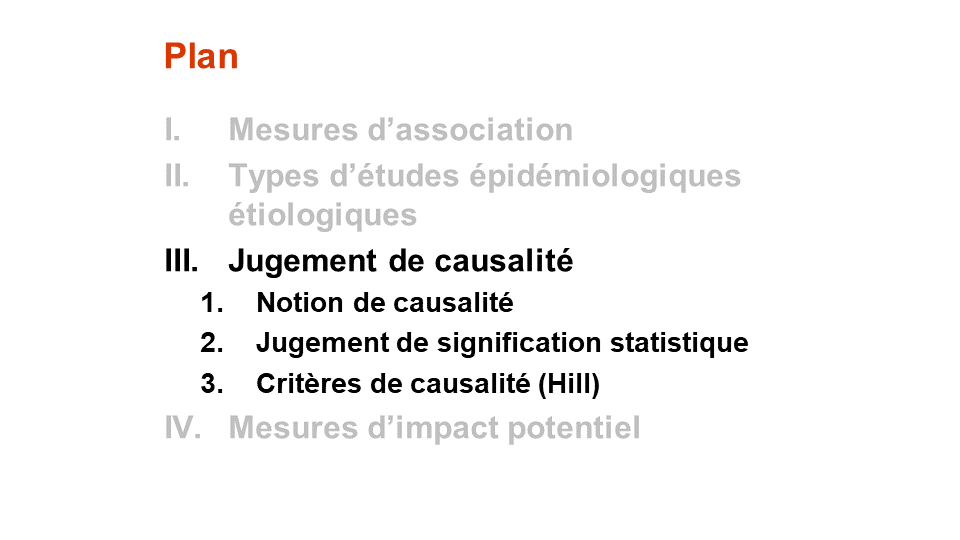 Plan
I. Mesures d’association
II. Types d’études épidémiologiques
étiologiques
III. Jugement de causalité
1. Notion de causalité
2. Jugement de signification statistique
3. Critères de causalité (Hill)
IV. Mesures d’impact potentiel